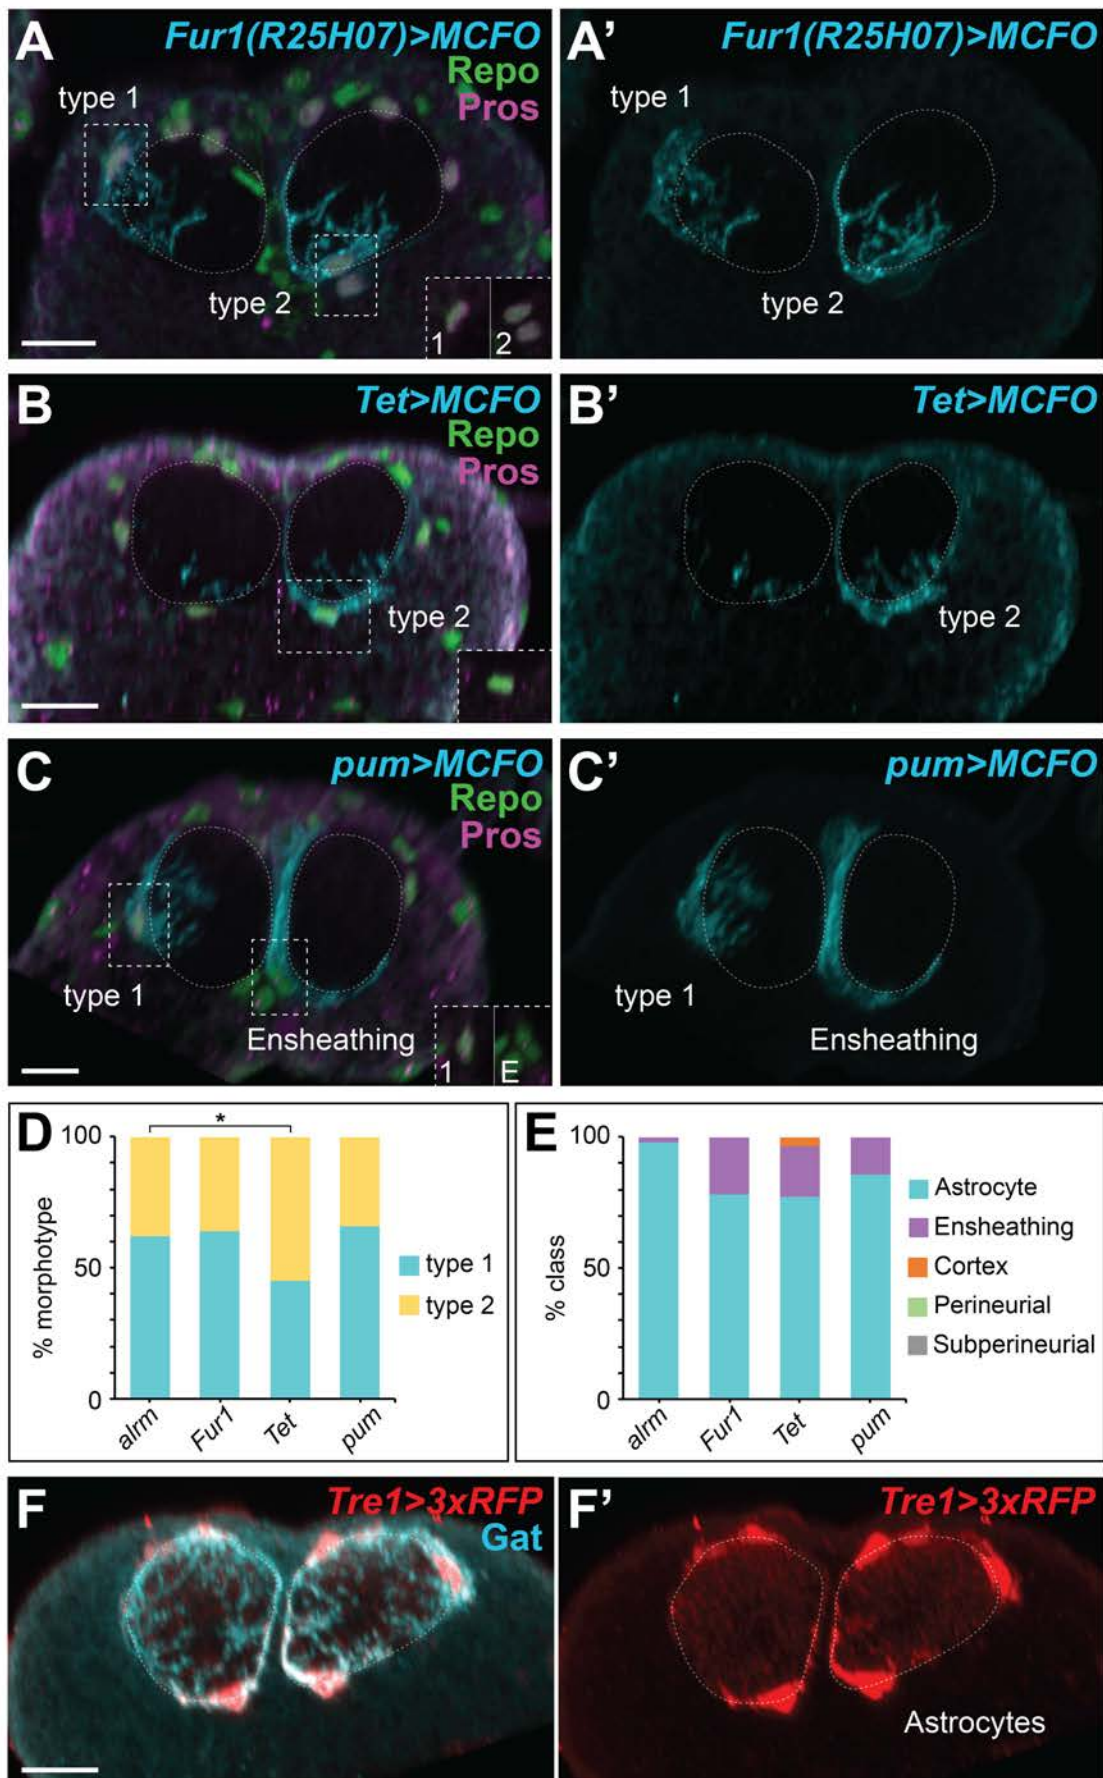 A
Fur1(R25H07)>MCFO
Repo
Pros
type 1
type 2
1
2
A’
Fur1(R25H07)>MCFO
type 1
type 2
B
Tet>MCFO
Repo
Pros
type 2
B’
Tet>MCFO
type 2
C
pum>MCFO
Repo
Pros
type 1
Ensheathing
1
E
C’
pum>MCFO
type 1
Ensheathing
D
*
100
50
0
% morphotype
alrm
Fur1
Tet
pum
type 1
type 2
E
100
50
0
% class
alrm
Fur1
Tet
pum
Astrocyte
Ensheathing
Cortex
Perineurial
Subperineurial
F
Tre1>3xRFP
Gat
F’
Tre1>3xRFP
Astrocytes